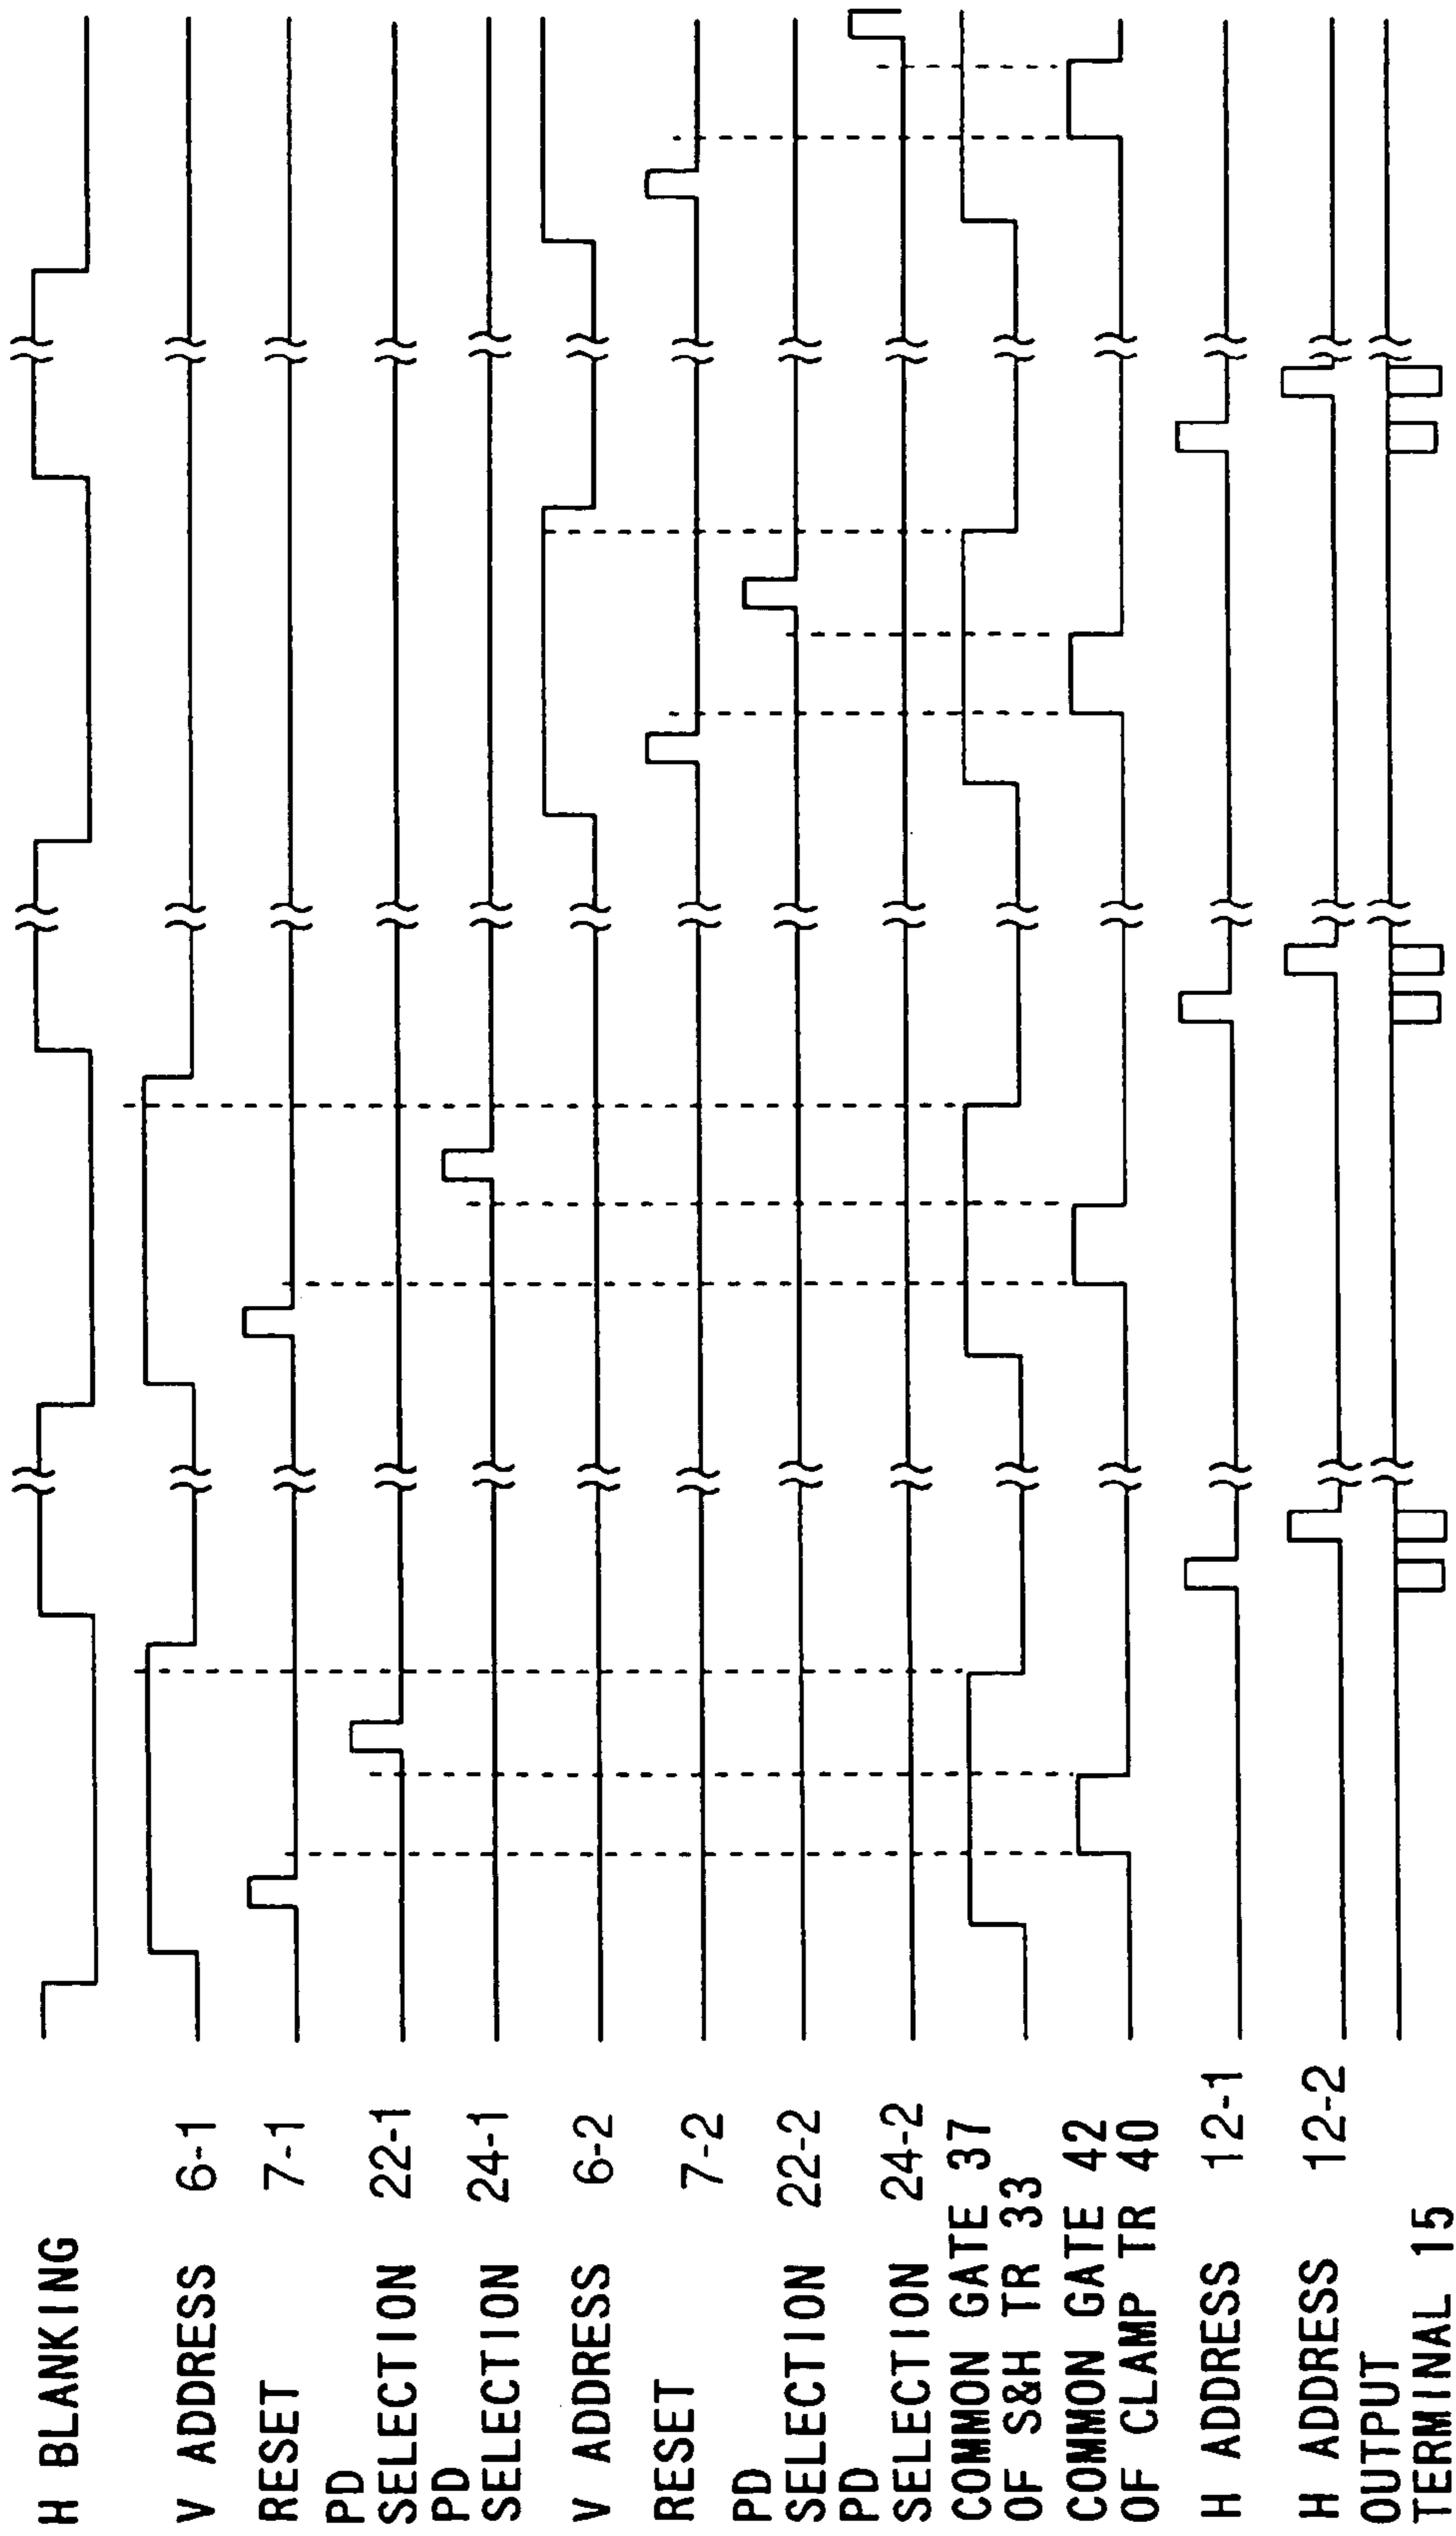 H BLANKING
V ADDRESS 6-1
RESET 7-1
PD
SELECTION 22-1
PD
SELECTION 24-1
V ADDRESS 6-2
RESET 7-2
PD
SELECTION 22-2
PD
SELECTION 24-2
COMMON GATE 37
OF S&H TR 33
COMMON GATE 42
OF CLAMP TR 40
H ADDRESS 12-1
H ADDRESS 12-2
OUTPUT
TERMINAL 15